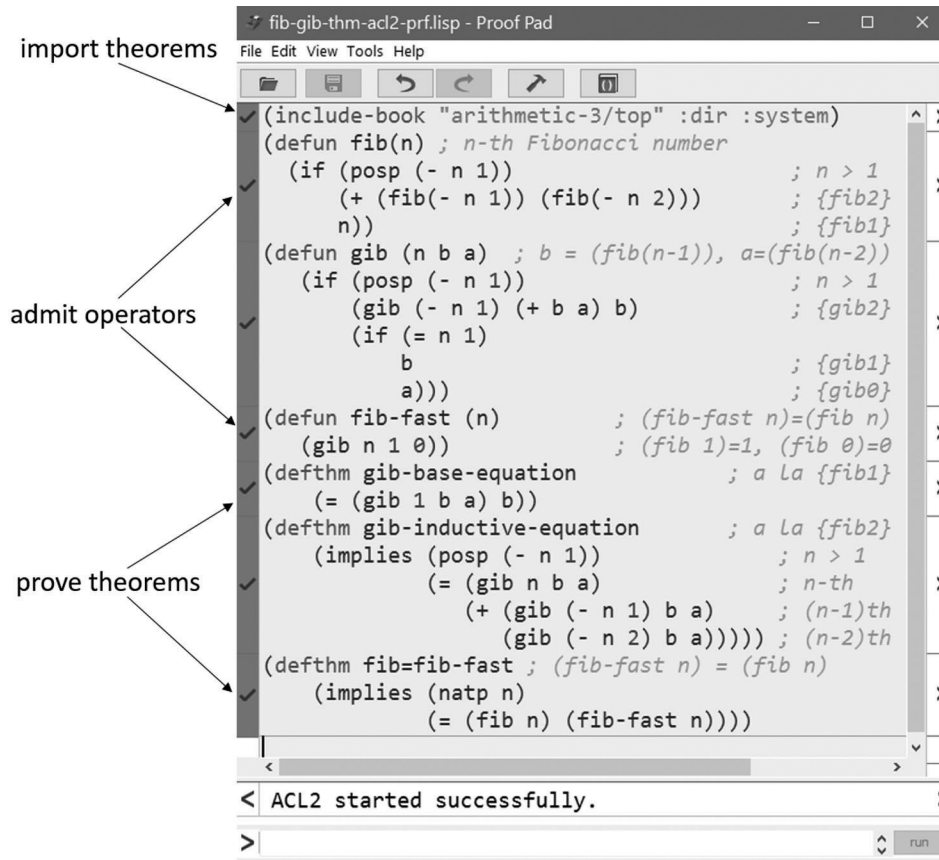 fib-gib-thm-acl2-prf.lisp - Proof Pad
import theorems
File Edit View Tools Help
(include-book "arithmetic-3/top" :dir :system)
(defun fib(n) ; n-th Fibonacci number
(if (posp (- n 1)) ; n > 1
(+ (fib(- n 1)) (fib(- n 2))) ; {fib2}
n)) ; {fib1}
(defun gib (n b a) ; b = (fib(n-1)), a=(fib(n-2))
(if (posp (- n 1)) ; n > 1
(gib (- n 1) (+ b a) b) ; {gib2}
admit operators
(if (= n 1)
b ; {gib1}
a))) ; {gib0}
(defun fib-fast (n) ; (fib-fast n)=(fib n)
(gib n 1 0)) ; (fib 1)=1, (fib 0)=0
(defthm gib-base-equation ; a la {fib1}
(= (gib 1 b a) b))
(defthm gib-inductive-equation ; a la {fib2}
(implies (posp (- n 1)) ; n > 1
prove theorems
(= (gib n b a) ; n-th
(+ (gib (- n 1) b a) ; (n-1)th
(gib (- n 2) b a))))) ; (n-2)th
(defthm fib=fib-fast ; (fib-fast n) = (fib n)
(implies (natp n)
(= (fib n) (fib-fast n))))
< ACL2 started successfully.
>
run